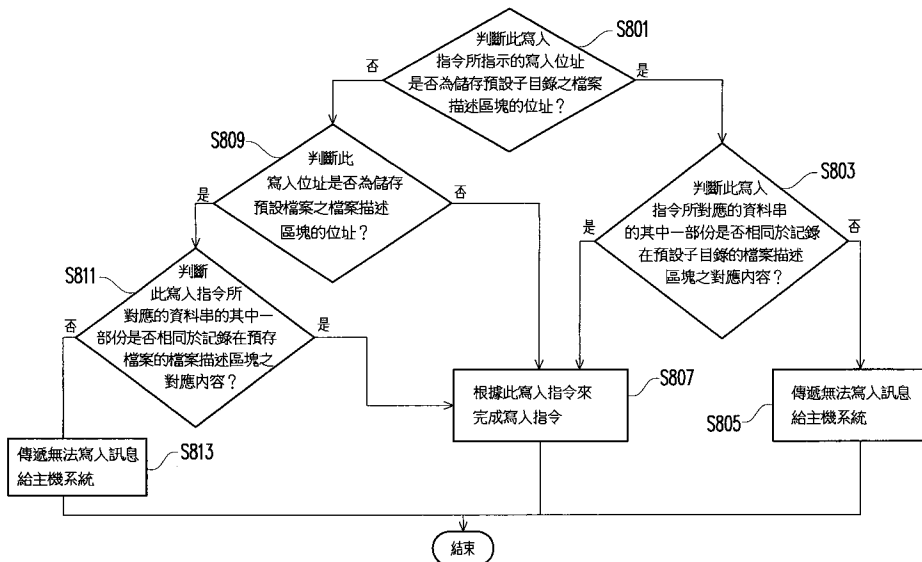 S801
判斷此寫入
指令所指示的寫入位址
是否為儲存預設子目錄之檔案
描述區塊的位址？
否
是
S809
判斷此
寫入位址是否為儲存
預設檔案之檔案描述
區塊的位址？
是
否
S803
判斷此寫入
指令所對應的資料串
的其中一部份是否相同於記錄
在預設子目錄的檔案描述
區塊之對應內容？
是
否
S811
判斷
此寫入指令所
對應的資料串的其中一
部份是否相同於記錄在預存
檔案的檔案描述區塊之
對應內容？
否
是
S807
根據此寫入指令來
完成寫入指令
S805
傳遞無法寫入訊息
給主機系統
S813
傳遞無法寫入訊息
給主機系統
結束